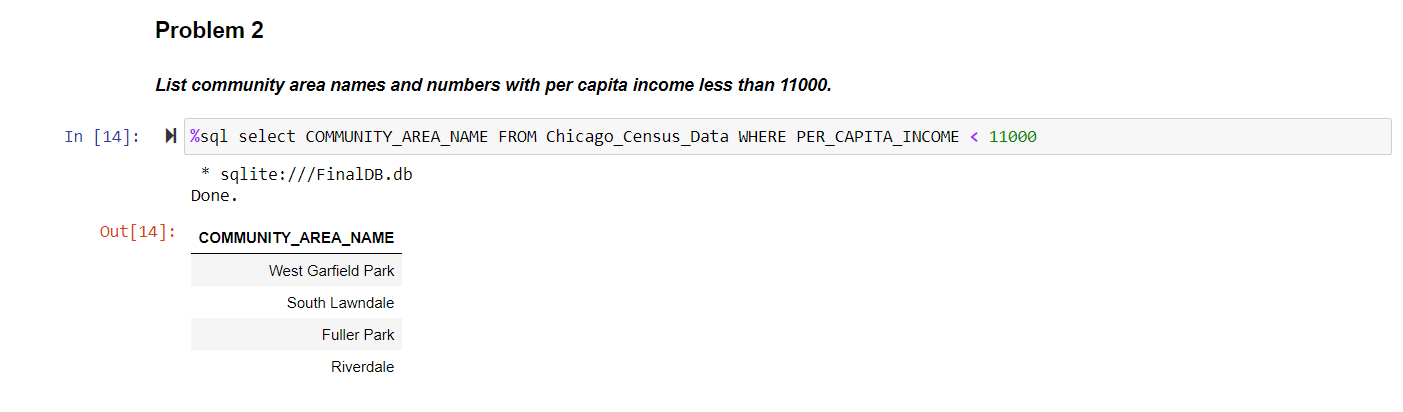 Problem 2
List community area names and numbers with per capita income less than 11000.
In [14]: %sql select COMMUNITY_AREA_NAME FROM Chicago_Census_Data WHERE PER_CAPITA_INCOME < 11000
* sqlite:///FinalDB.db
Done.
Out[14]: COMMUNITY_AREA_NAME
West Garfield Park
South Lawndale
Fuller Park
Riverdale